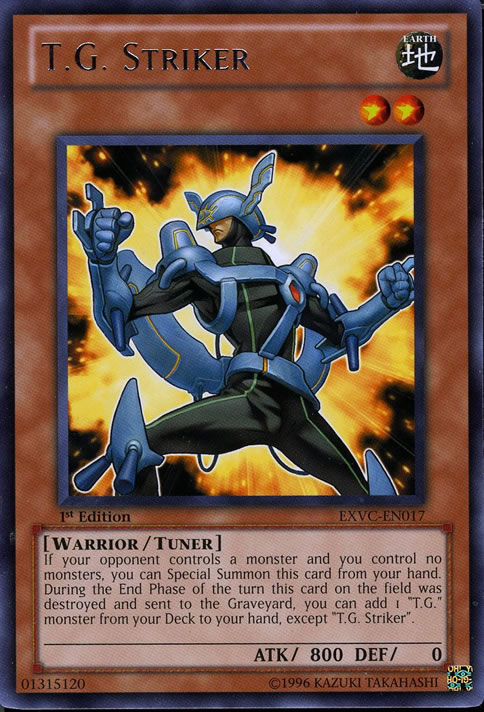 T.G. STRIKER
EARTH
地
1st Edition
EXVC-EN017
[WARRIOR/TUNER]
If your opponent controls a monster and you control no
monsters, you can Special Summon this card from your hand.
During the End Phase of the turn this card on the field was
destroyed and sent to the Graveyard, you can add 1 "T.G."
monster from your Deck to your hand, except "T.G. Striker".
ATK/ 800 DEF/ 0
01315120
©1996 KAZUKI TAKAHASHI